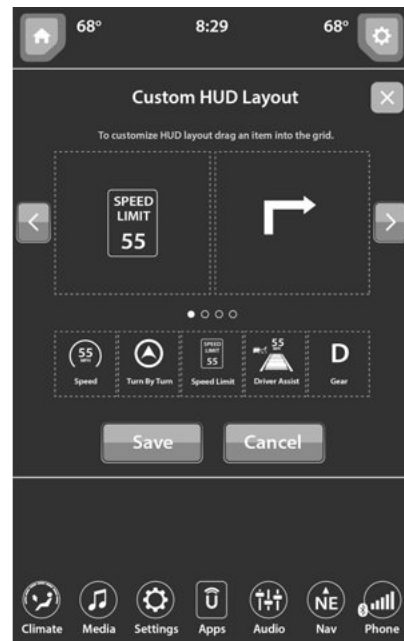 68° 8:29 68°
Custom HUD Layout
To customize HUD layout drag an item into the grid.
SPEED
LIMIT
55
55
MPH
SPEED
LIMIT
55
55
D
Speed Turn By Turn Speed Limit Driver Assist Gear
Save Cancel
NE
Climate Media Settings Apps Audio Nav Phone